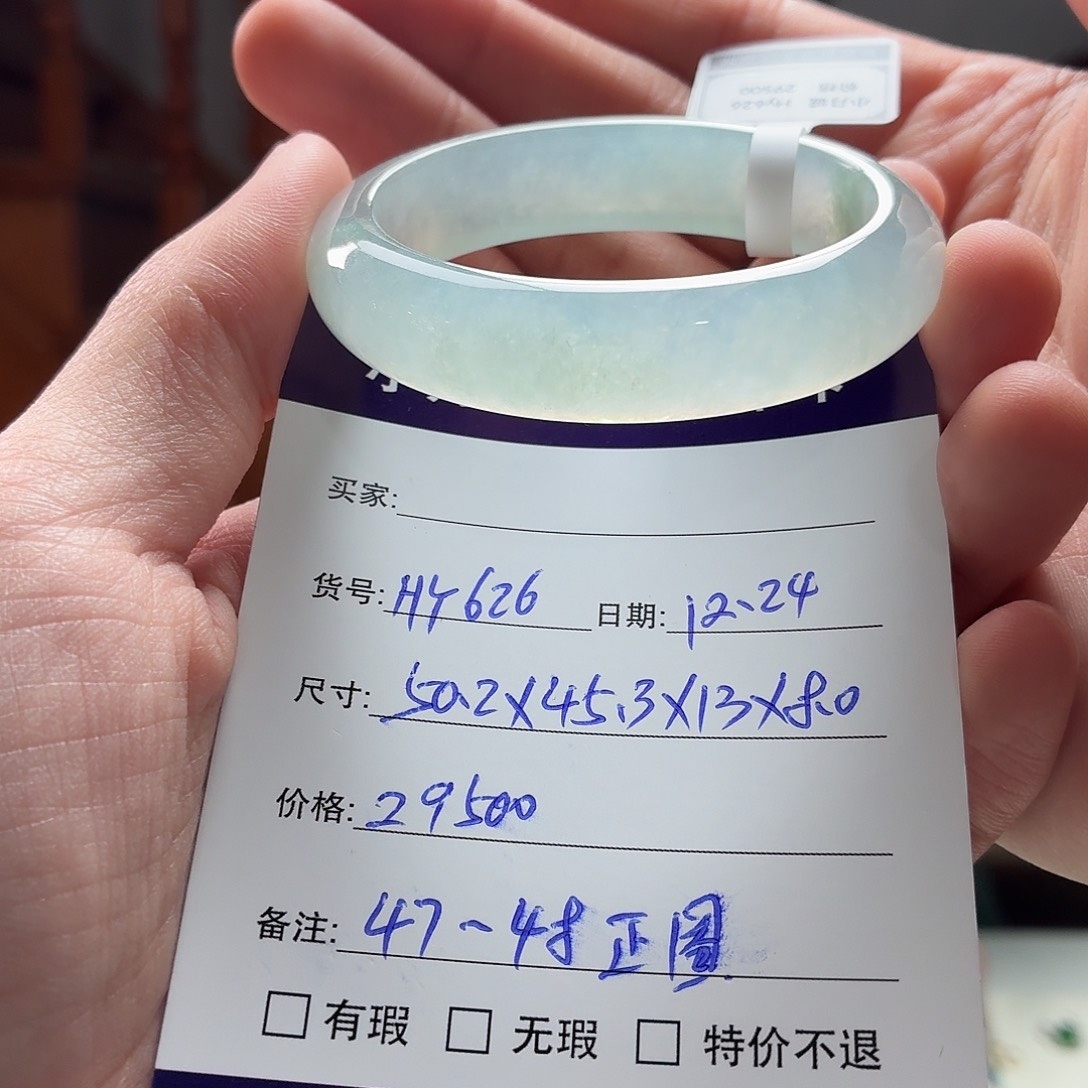 买家:
货号: HY626 日期: 12、24
尺寸: 50.2X45.3X13X8.0
价格: 29500
备注: 47~48正圆
□ 有瑕 □ 无瑕 □ 特价不退